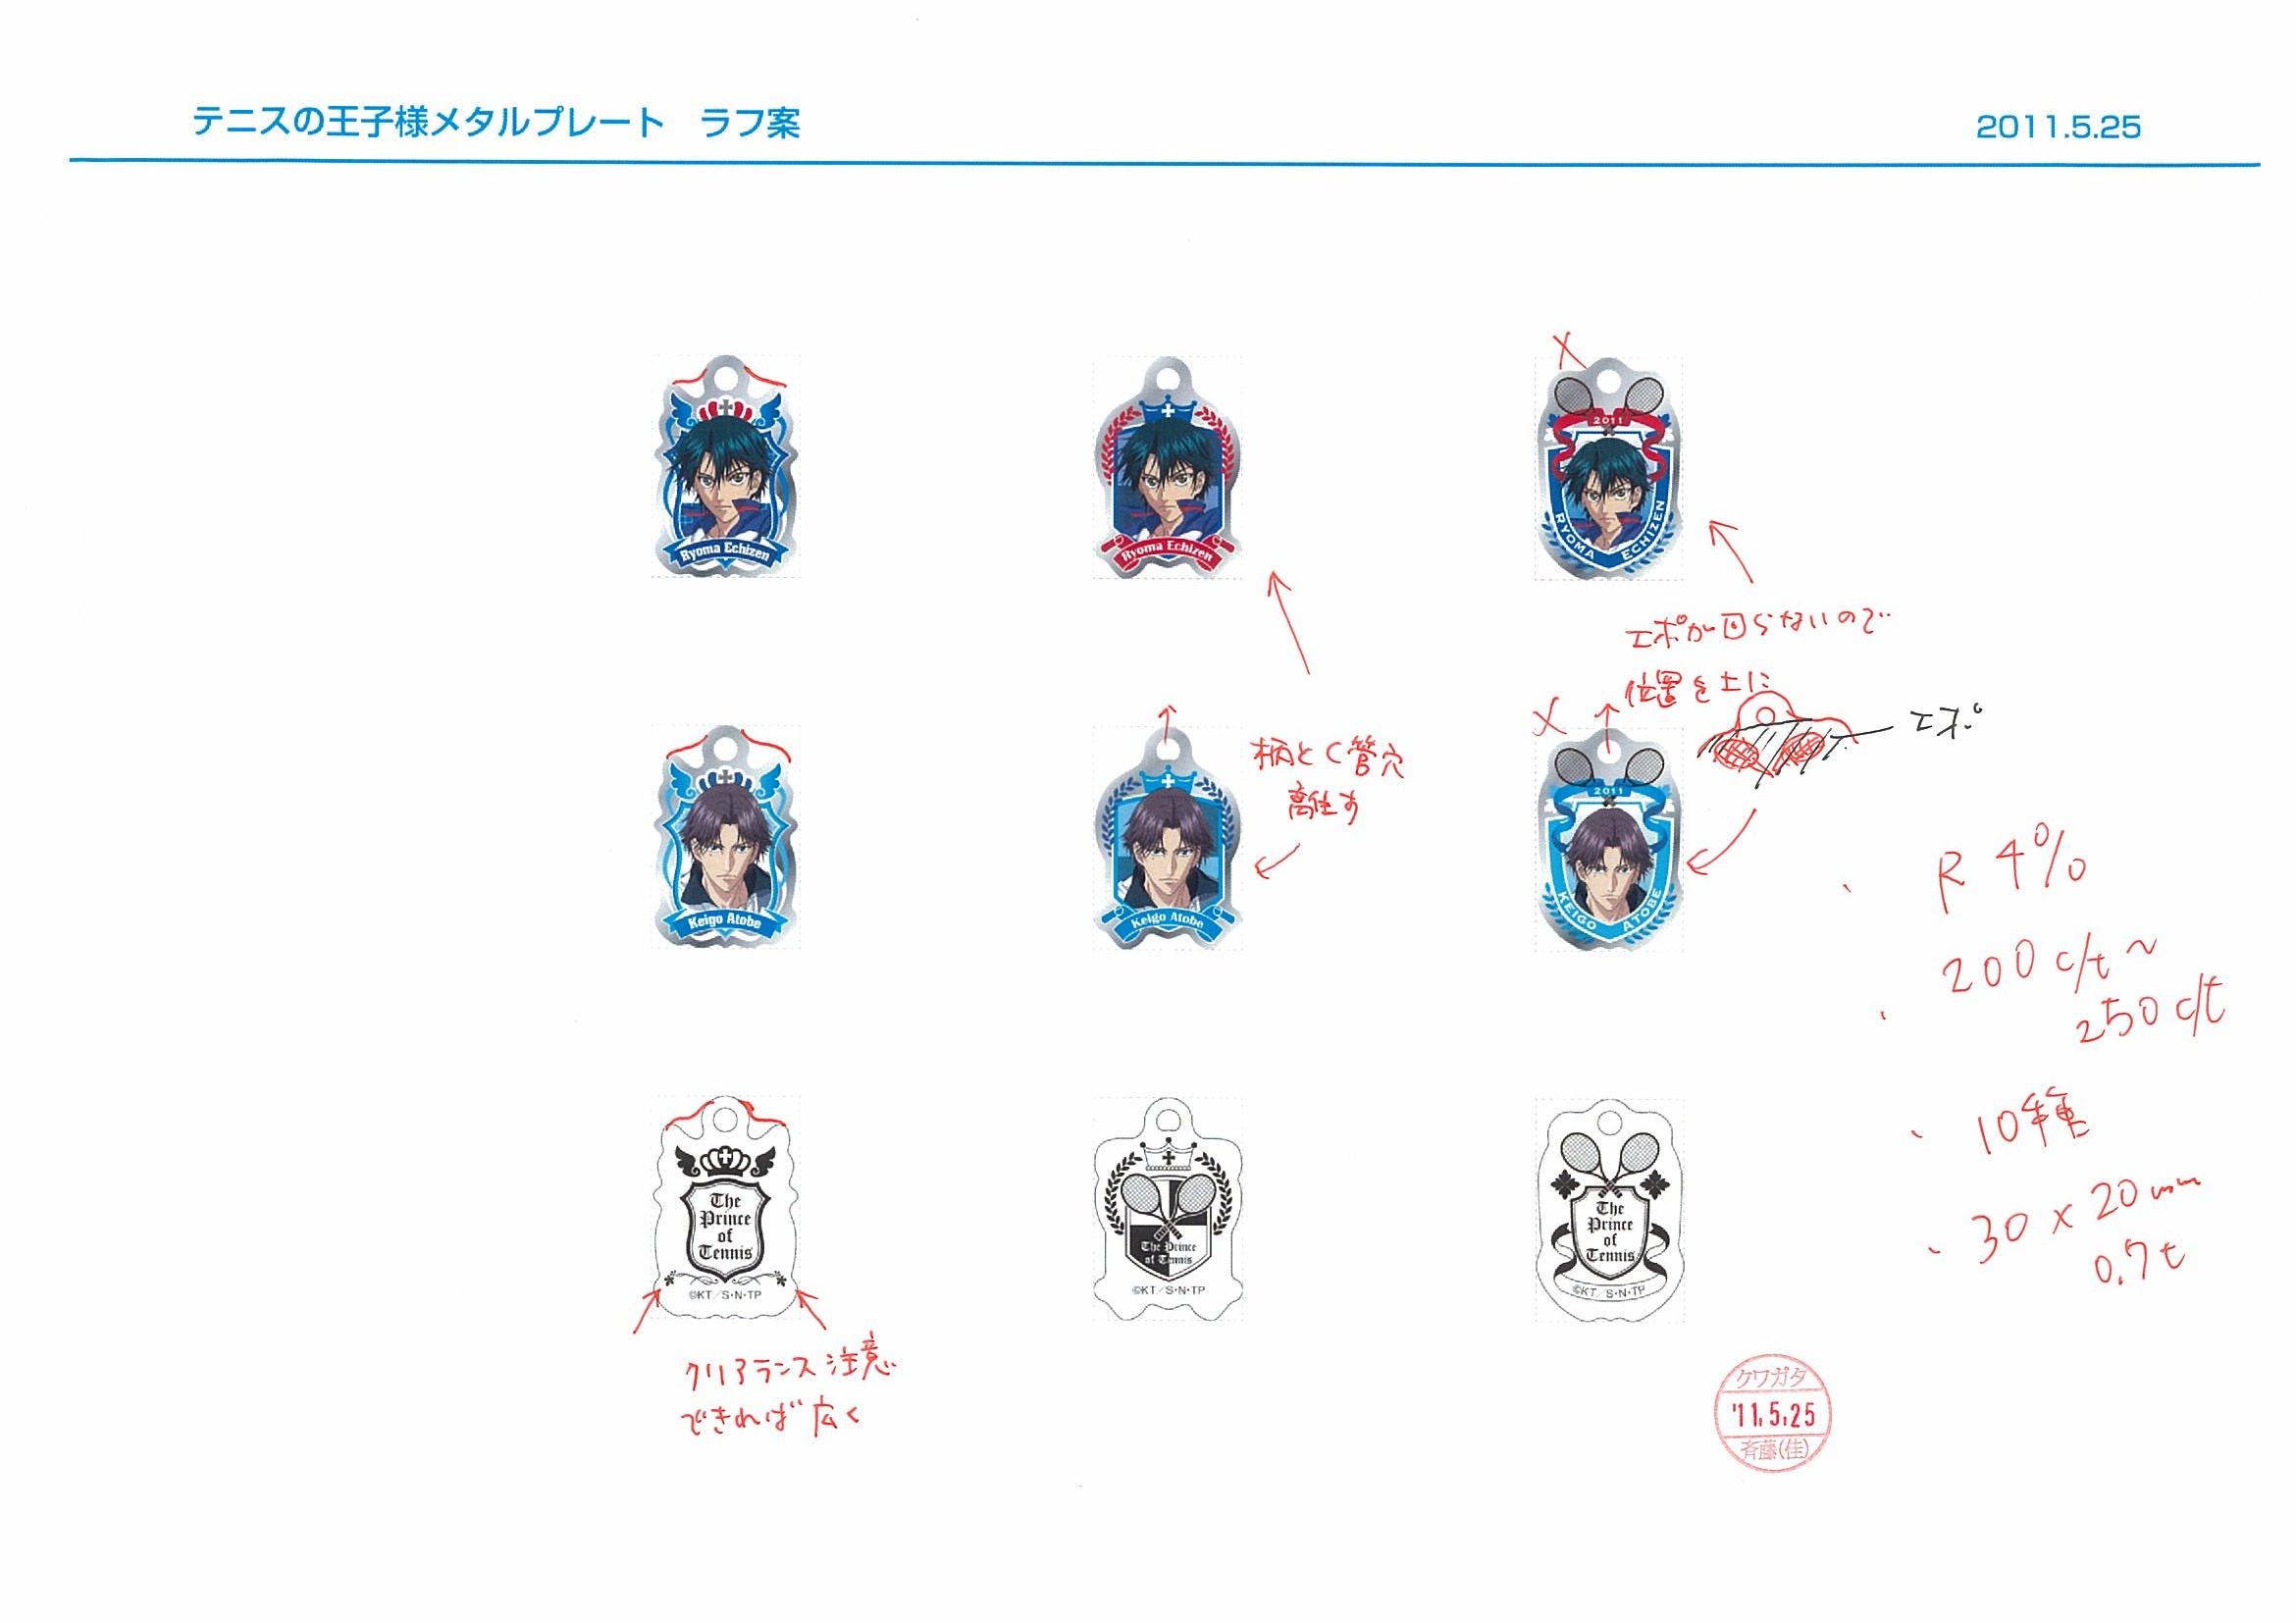 テニスの王子様メタルプレート　ラフ案
2011.5.25
Ryoma Echizen
Ryoma Echizen
2011
RYOMA ECHIZEN
エポが回らないので
位置を上に
エポ
柄とC管穴
離す
Keigo Atobe
Keigo Atobe
2011
KEIGO ATOBE
R 4%
200 c/t ~
250 c/t
10種
30 × 20 mm
0.7t
The
Prince
of
Tennis
©KT／S・N・TP
The Prince
of Tennis
©KT／S・N・TP
The
Prince
of
Tennis
©KT／S・N・TP
クリアランス注意
できれば広く
クワガタ
'11.5.25
斉藤(佳)